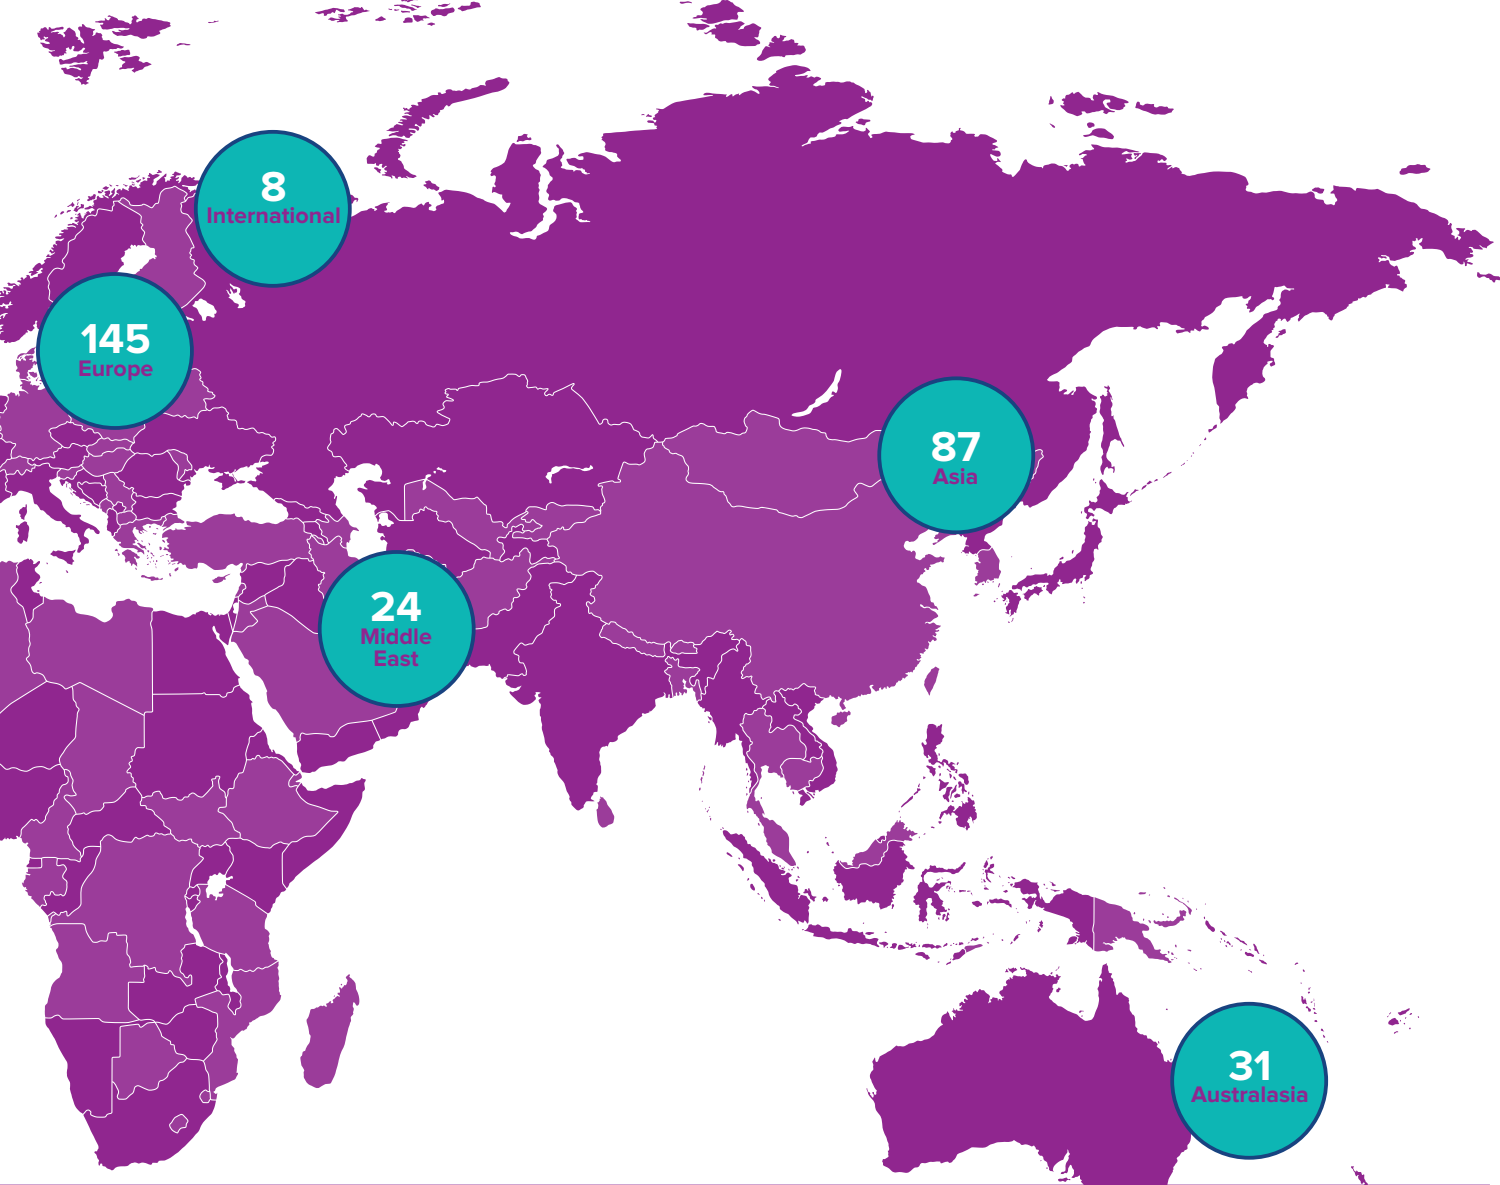 8
International
145
Europe
87
Asia
24
Middle
East
31
Australasia